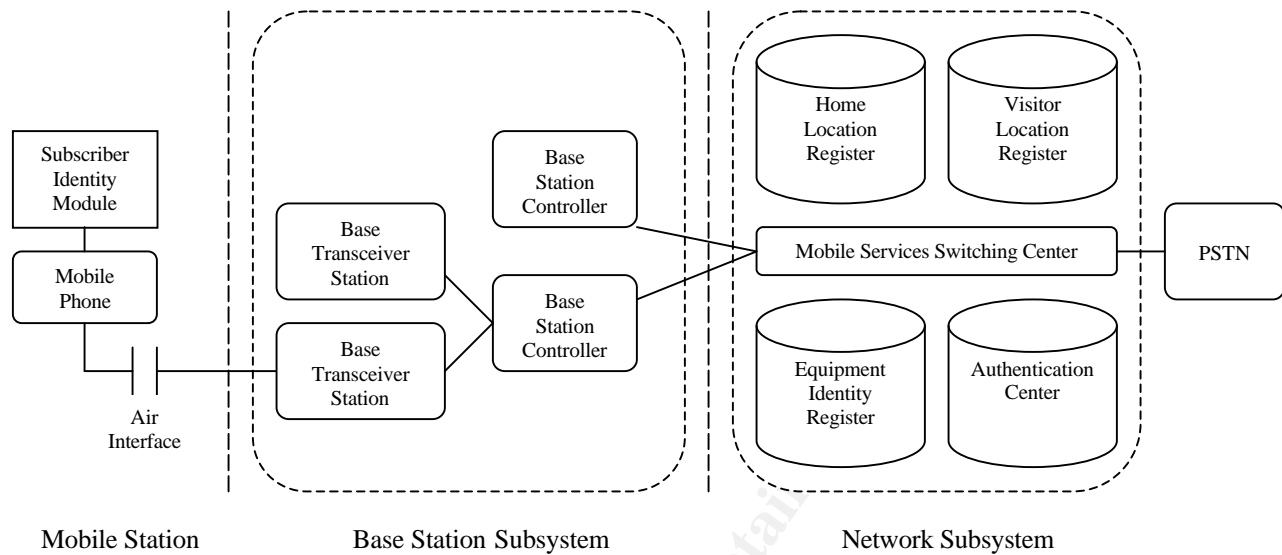 Subscriber
Identity
Module
Mobile
Phone
Air
Interface
Mobile Station
Base
Transceiver
Station
Base
Transceiver
Station
Base
Station
Controller
Base
Station
Controller
Base Station Subsystem
Home
Location
Register
Visitor
Location
Register
Mobile Services Switching Center
Equipment
Identity
Register
Authentication
Center
Network Subsystem
PSTN